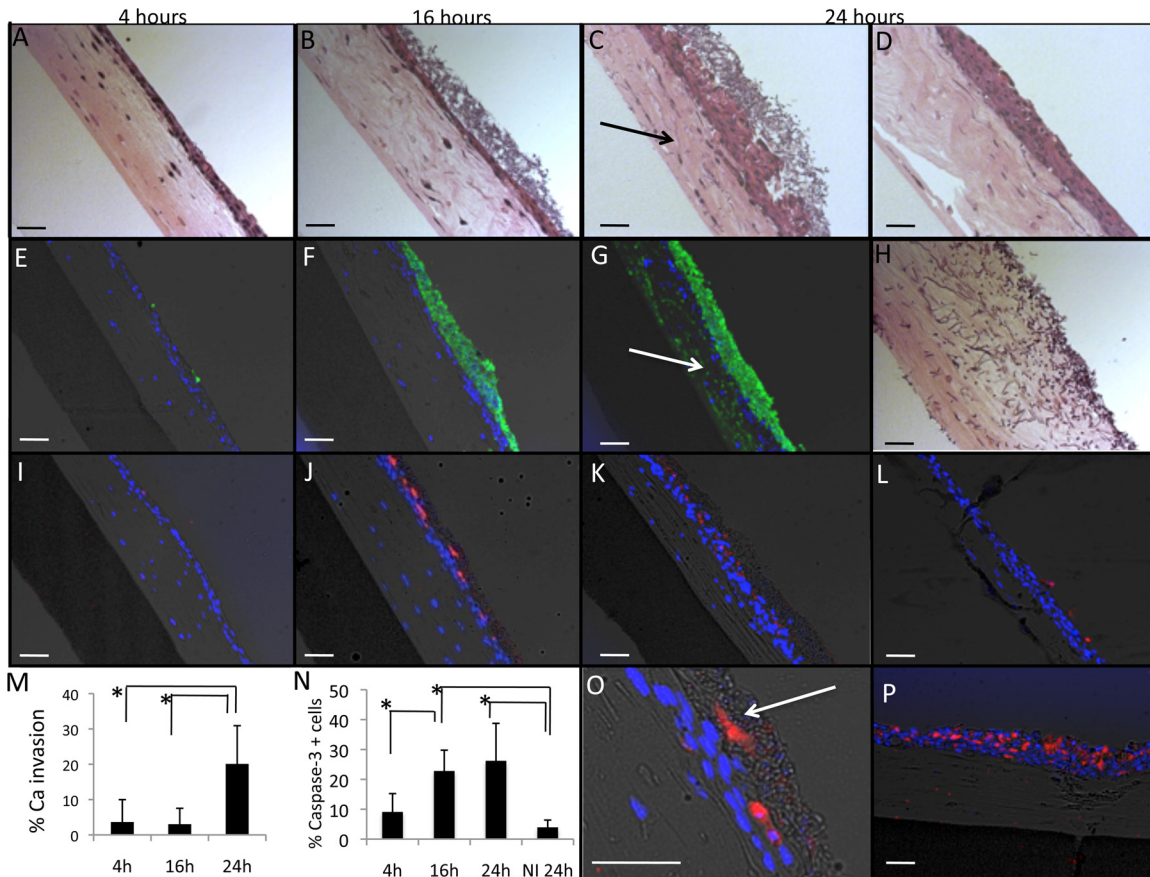 4 hours 16 hours 24 hours
A B C D
E F G H
I J K L
M N O P
% Ca invasion
40
30
20
10
0
* *
4h 16h 24h
% Caspase-3 + cells
50
40
30
20
10
0
* * *
4h 16h 24h NI 24h